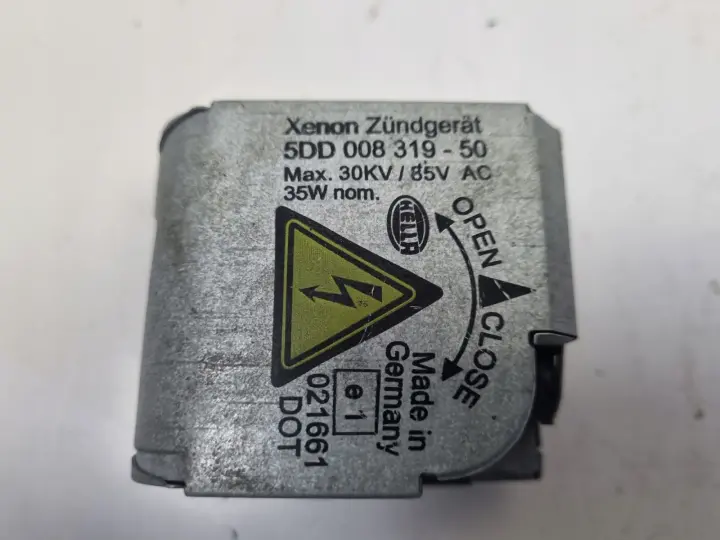 Xenon Zündgerät
5DD 008 319 - 50
Max. 30KV / 85V AC
35W nom.
HELLA
OPEN
CLOSE
Made in
Germany
e 1
021661
DOT